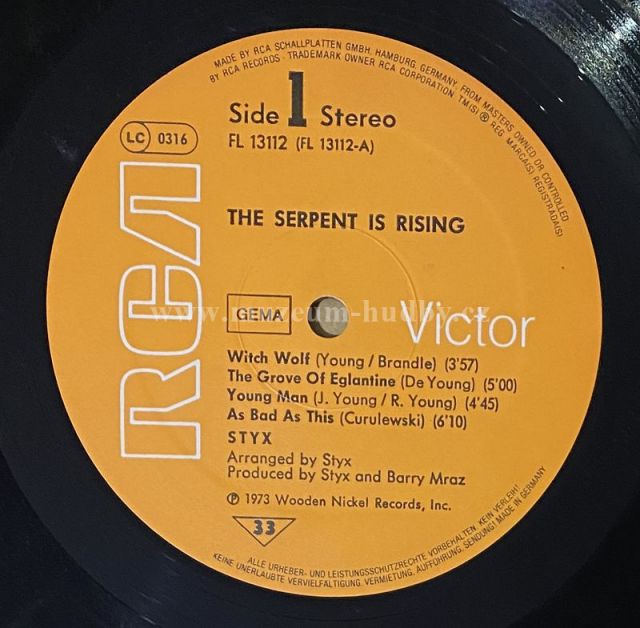 MADE BY RCA SCHALLPLATTEN GMBH, HAMBURG, GERMANY, FROM MASTERS OWNED OR CONTROLLED
BY RCA RECORDS · TRADEMARK OWNER RCA CORPORATION TM(S) ® REG. MARCA(S) REGISTRADA(S)
Side 1 Stereo
FL 13112 (FL 13112-A)
LC 0316
RCA
THE SERPENT IS RISING
www.muzeum-hudby.cz
GEMA
Victor
Witch Wolf (Young / Brandle) (3'57)
The Grove Of Eglantine (De Young) (5'00)
Young Man (J. Young / R. Young) (4'45)
As Bad As This (Curulewski) (6'10)
STYX
Arranged by Styx
Produced by Styx and Barry Mraz
℗ 1973 Wooden Nickel Records, Inc.
33
ALLE URHEBER- UND LEISTUNGSSCHUTZRECHTE VORBEHALTEN. KEIN VERLEIH!
KEINE UNERLAUBTE VERVIELFÄLTIGUNG, VERMIETUNG, AUFFÜHRUNG, SENDUNG! MADE IN GERMANY